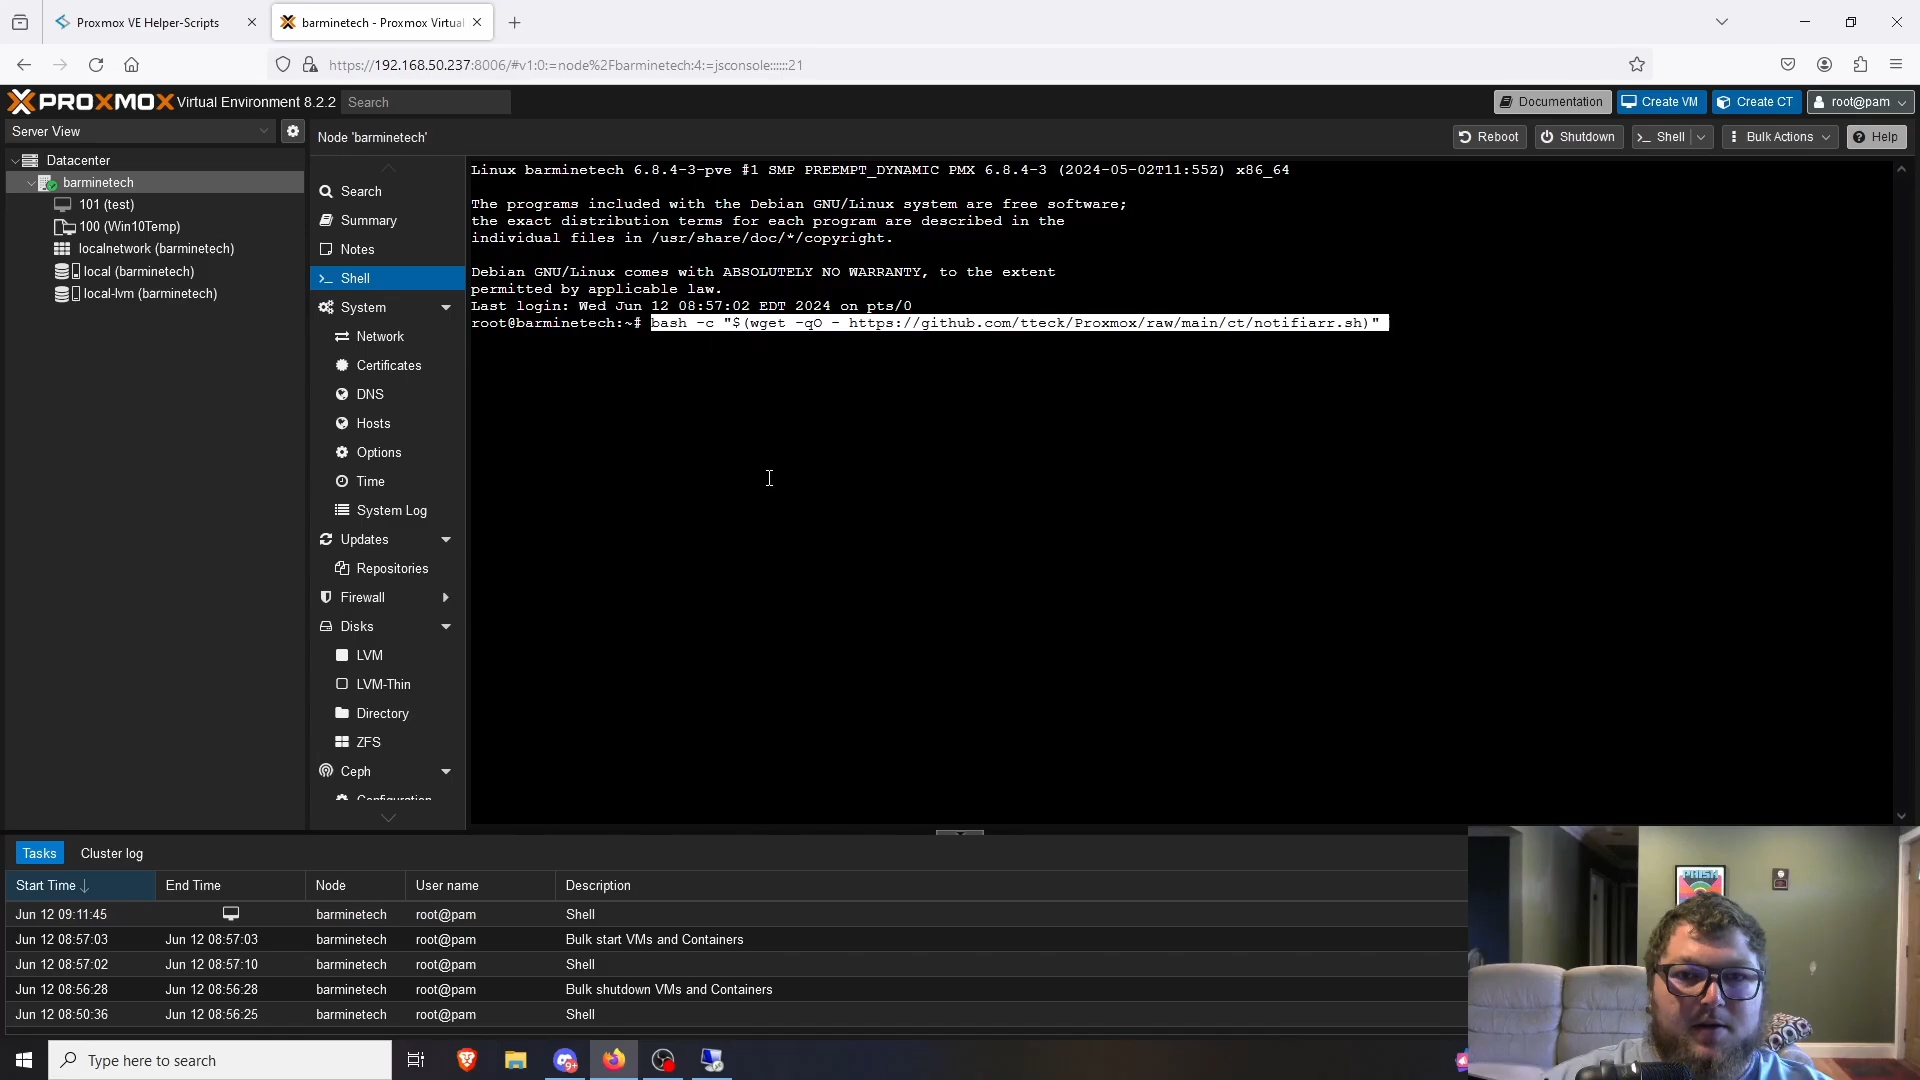 Proxmox VE Helper-Scripts
barminetech - Proxmox Virtual
https://192.168.50.237:8006/#v1:0:=node%2Fbarminetech:4:=jsconsole::::::21
PROXMOX Virtual Environment 8.2.2
Search
Documentation
Create VM
Create CT
root@pam
Server View
Node 'barminetech'
Reboot
Shutdown
Shell
Bulk Actions
Help
Datacenter
barminetech
101 (test)
100 (Win10Temp)
localnetwork (barminetech)
local (barminetech)
local-lvm (barminetech)
Search
Summary
Notes
Shell
System
Network
Certificates
DNS
Hosts
Options
Time
System Log
Updates
Repositories
Firewall
Disks
LVM
LVM-Thin
Directory
ZFS
Ceph
Configuration
Linux barminetech 6.8.4-3-pve #1 SMP PREEMPT_DYNAMIC PMX 6.8.4-3 (2024-05-02T11:55Z) x86_64
The programs included with the Debian GNU/Linux system are free software;
the exact distribution terms for each program are described in the
individual files in /usr/share/doc/*/copyright.
Debian GNU/Linux comes with ABSOLUTELY NO WARRANTY, to the extent
permitted by applicable law.
Last login: Wed Jun 12 08:57:02 EDT 2024 on pts/0
root@barminetech:~# bash -c "$(wget -qO - https://github.com/tteck/Proxmox/raw/main/ct/notifiarr.sh)"
Tasks
Cluster log
Start Time End Time Node User name Description
Jun 12 09:11:45 barminetech root@pam Shell
Jun 12 08:57:03 Jun 12 08:57:03 barminetech root@pam Bulk start VMs and Containers
Jun 12 08:57:02 Jun 12 08:57:10 barminetech root@pam Shell
Jun 12 08:56:28 Jun 12 08:56:28 barminetech root@pam Bulk shutdown VMs and Containers
Jun 12 08:50:36 Jun 12 08:56:25 barminetech root@pam Shell
PHISH
Type here to search
9+